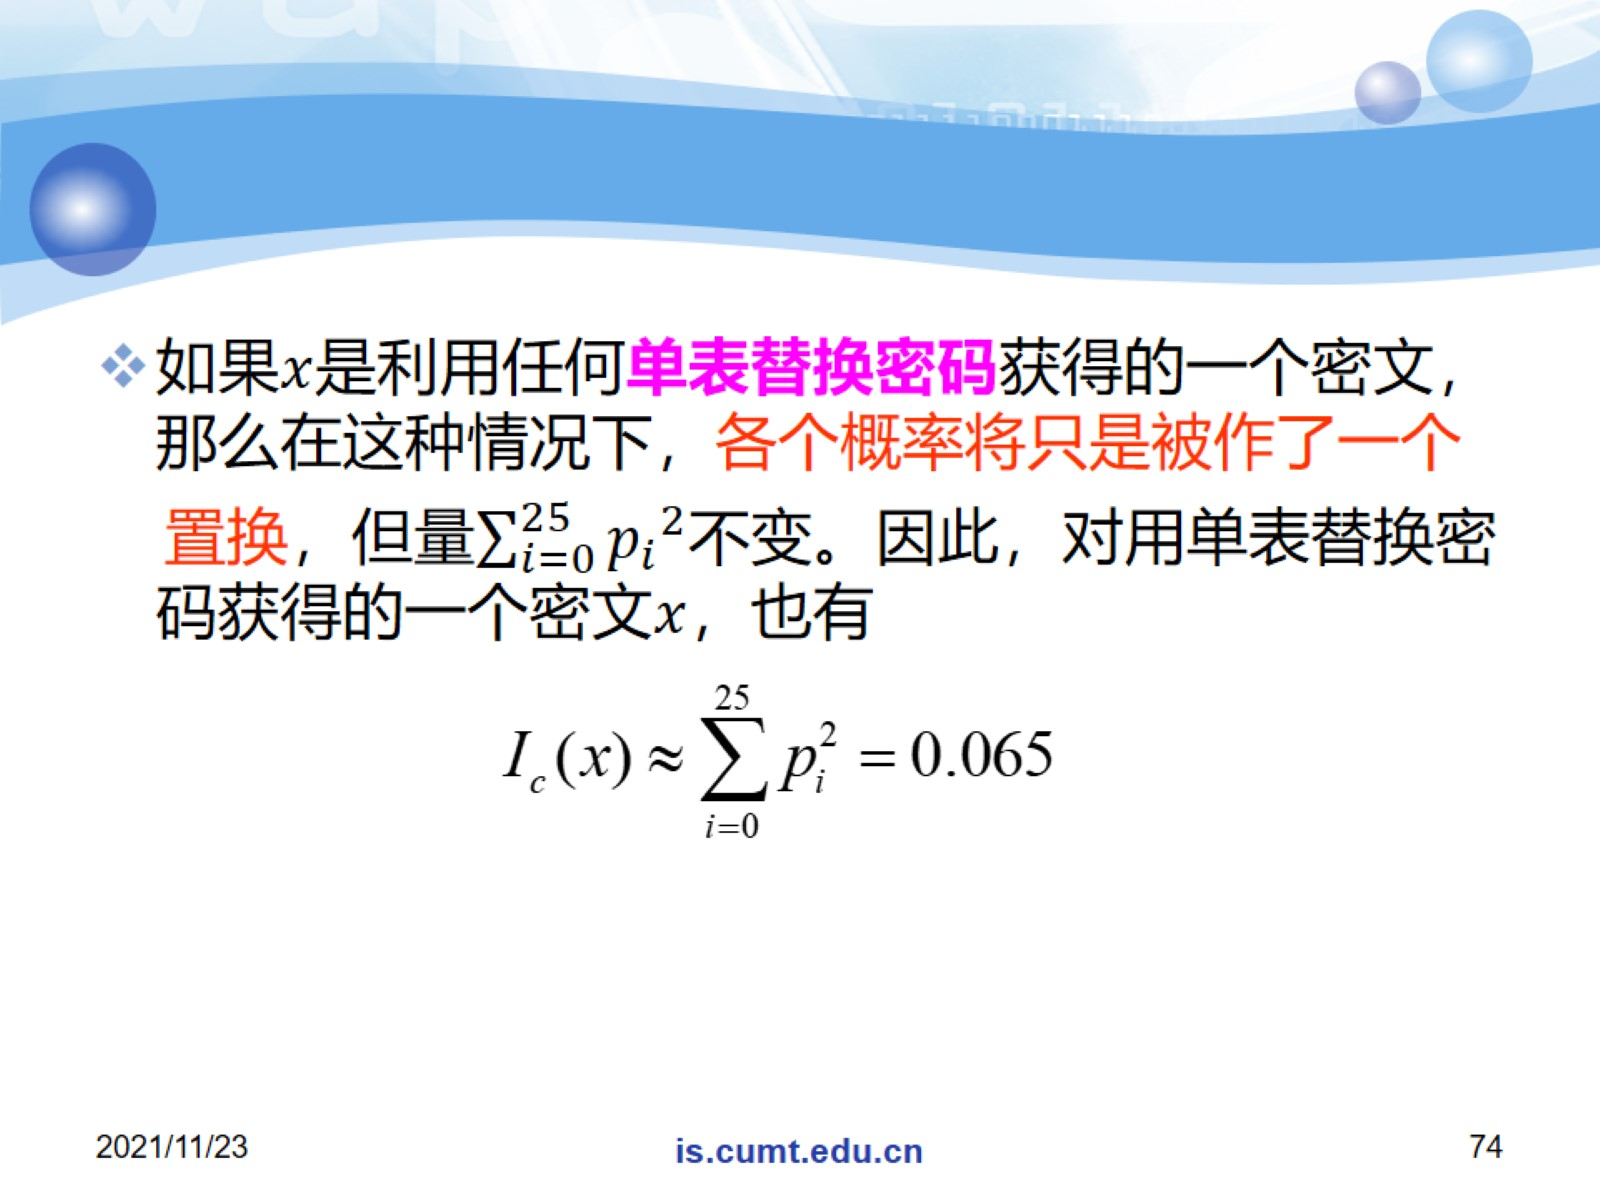 如果x是利用任何单表替换密码获得的一个密文，
那么在这种情况下，各个概率将只是被作了一个
置换，但量∑_{i=0}^{25} p_i^2不变。因此，对用单表替换密
码获得的一个密文x，也有
I_c(x) ≈ ∑_{i=0}^{25} p_i^2 = 0.065
2021/11/23
is.cumt.edu.cn
74